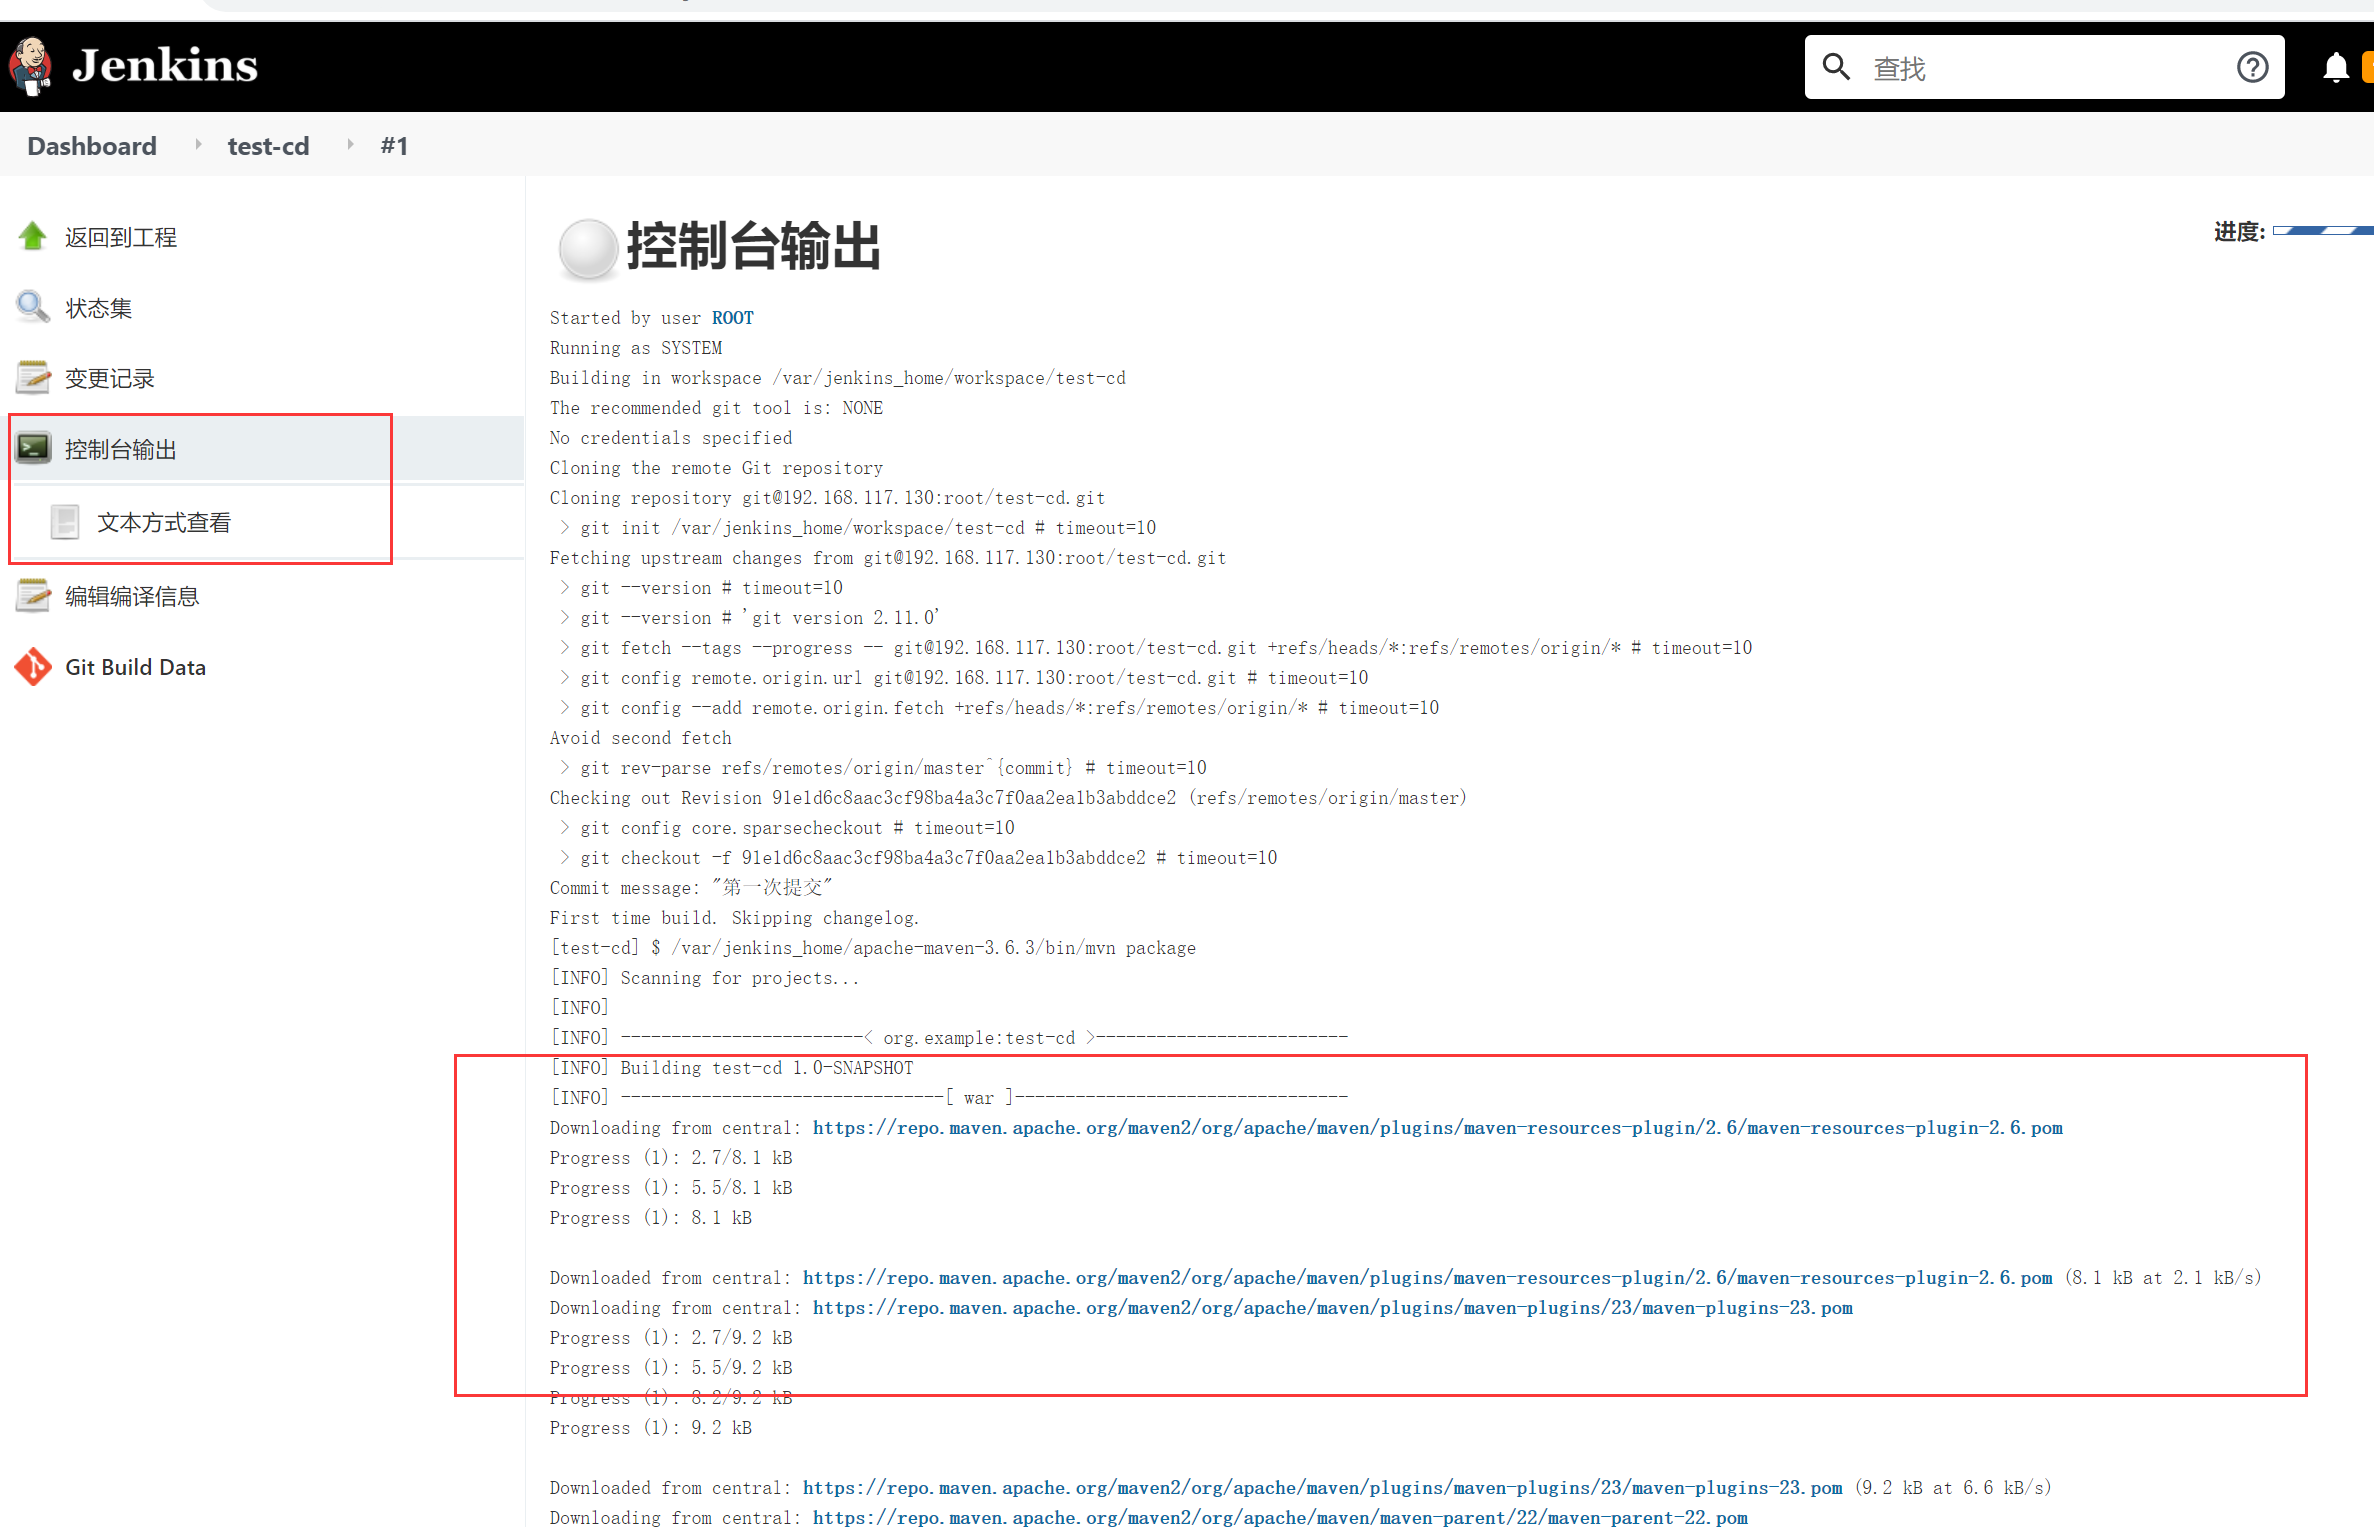 Jenkins
查找
Dashboard
test-cd
#1
返回到工程
状态集
变更记录
控制台输出
文本方式查看
编辑编译信息
Git Build Data
控制台输出
进度:
Started by user ROOT
Running as SYSTEM
Building in workspace /var/jenkins_home/workspace/test-cd
The recommended git tool is: NONE
No credentials specified
Cloning the remote Git repository
Cloning repository git@192.168.117.130:root/test-cd.git
> git init /var/jenkins_home/workspace/test-cd # timeout=10
Fetching upstream changes from git@192.168.117.130:root/test-cd.git
> git --version # timeout=10
> git --version # 'git version 2.11.0'
> git fetch --tags --progress -- git@192.168.117.130:root/test-cd.git +refs/heads/*:refs/remotes/origin/* # timeout=10
> git config remote.origin.url git@192.168.117.130:root/test-cd.git # timeout=10
> git config --add remote.origin.fetch +refs/heads/*:refs/remotes/origin/* # timeout=10
Avoid second fetch
> git rev-parse refs/remotes/origin/master^{commit} # timeout=10
Checking out Revision 91e1d6c8aac3cf98ba4a3c7f0aa2ea1b3abddce2 (refs/remotes/origin/master)
> git config core.sparsecheckout # timeout=10
> git checkout -f 91e1d6c8aac3cf98ba4a3c7f0aa2ea1b3abddce2 # timeout=10
Commit message: "第一次提交"
First time build. Skipping changelog.
[test-cd] $ /var/jenkins_home/apache-maven-3.6.3/bin/mvn package
[INFO] Scanning for projects...
[INFO]
[INFO] ------------------------< org.example:test-cd >-------------------------
[INFO] Building test-cd 1.0-SNAPSHOT
[INFO] --------------------------------[ war ]---------------------------------
Downloading from central: https://repo.maven.apache.org/maven2/org/apache/maven/plugins/maven-resources-plugin/2.6/maven-resources-plugin-2.6.pom
Progress (1): 2.7/8.1 kB
Progress (1): 5.5/8.1 kB
Progress (1): 8.1 kB
Downloaded from central: https://repo.maven.apache.org/maven2/org/apache/maven/plugins/maven-resources-plugin/2.6/maven-resources-plugin-2.6.pom (8.1 kB at 2.1 kB/s)
Downloading from central: https://repo.maven.apache.org/maven2/org/apache/maven/plugins/maven-plugins/23/maven-plugins-23.pom
Progress (1): 2.7/9.2 kB
Progress (1): 5.5/9.2 kB
Progress (1): 8.2/9.2 kB
Progress (1): 9.2 kB
Downloaded from central: https://repo.maven.apache.org/maven2/org/apache/maven/plugins/maven-plugins/23/maven-plugins-23.pom (9.2 kB at 6.6 kB/s)
Downloading from central: https://repo.maven.apache.org/maven2/org/apache/maven/maven-parent/22/maven-parent-22.pom